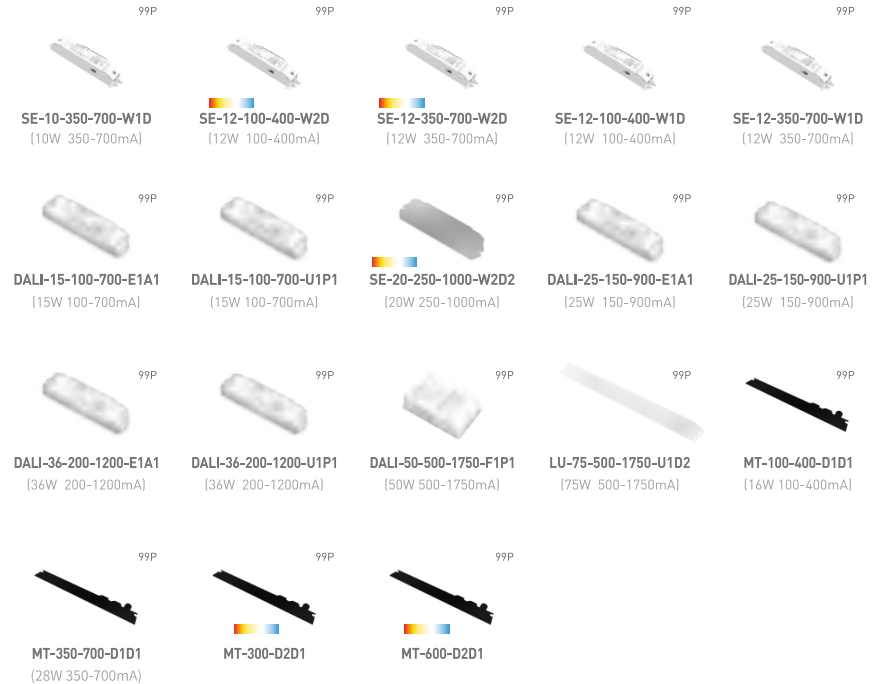 99P 99P 99P 99P 99P
SE-10-350-700-W1D SE-12-100-400-W2D SE-12-350-700-W2D SE-12-100-400-W1D SE-12-350-700-W1D
(10W 350-700mA) (12W 100-400mA) (12W 350-700mA) (12W 100-400mA) (12W 350-700mA)
99P 99P 99P 99P 99P
DALI-15-100-700-E1A1 DALI-15-100-700-U1P1 SE-20-250-1000-W2D2 DALI-25-150-900-E1A1 DALI-25-150-900-U1P1
(15W 100-700mA) (15W 100-700mA) (20W 250-1000mA) (25W 150-900mA) (25W 150-900mA)
99P 99P 99P 99P 99P
DALI-36-200-1200-E1A1 DALI-36-200-1200-U1P1 DALI-50-500-1750-F1P1 LU-75-500-1750-U1D2 MT-100-400-D1D1
(36W 200-1200mA) (36W 200-1200mA) (50W 500-1750mA) (75W 500-1750mA) (16W 100-400mA)
99P 99P 99P
MT-350-700-D1D1 MT-300-D2D1 MT-600-D2D1
(28W 350-700mA)